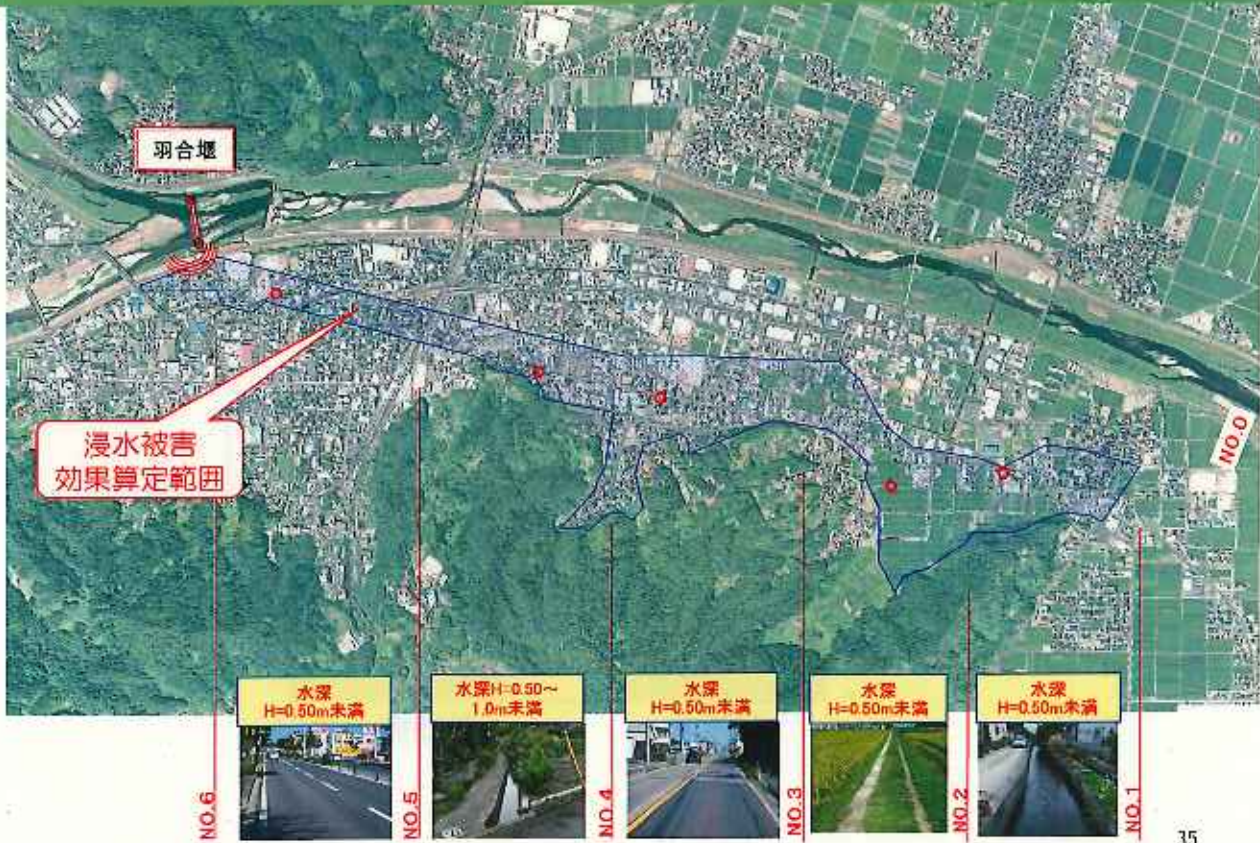 羽合堰
浸水被害
効果算定範囲
NO.0
水深
H=0.50m未満
水深H=0.50～
1.0m未満
水深
H=0.50m未満
水深
H=0.50m未満
水深
H=0.50m未満
NO.6
NO.5
NO.4
NO.3
NO.2
NO.1
35